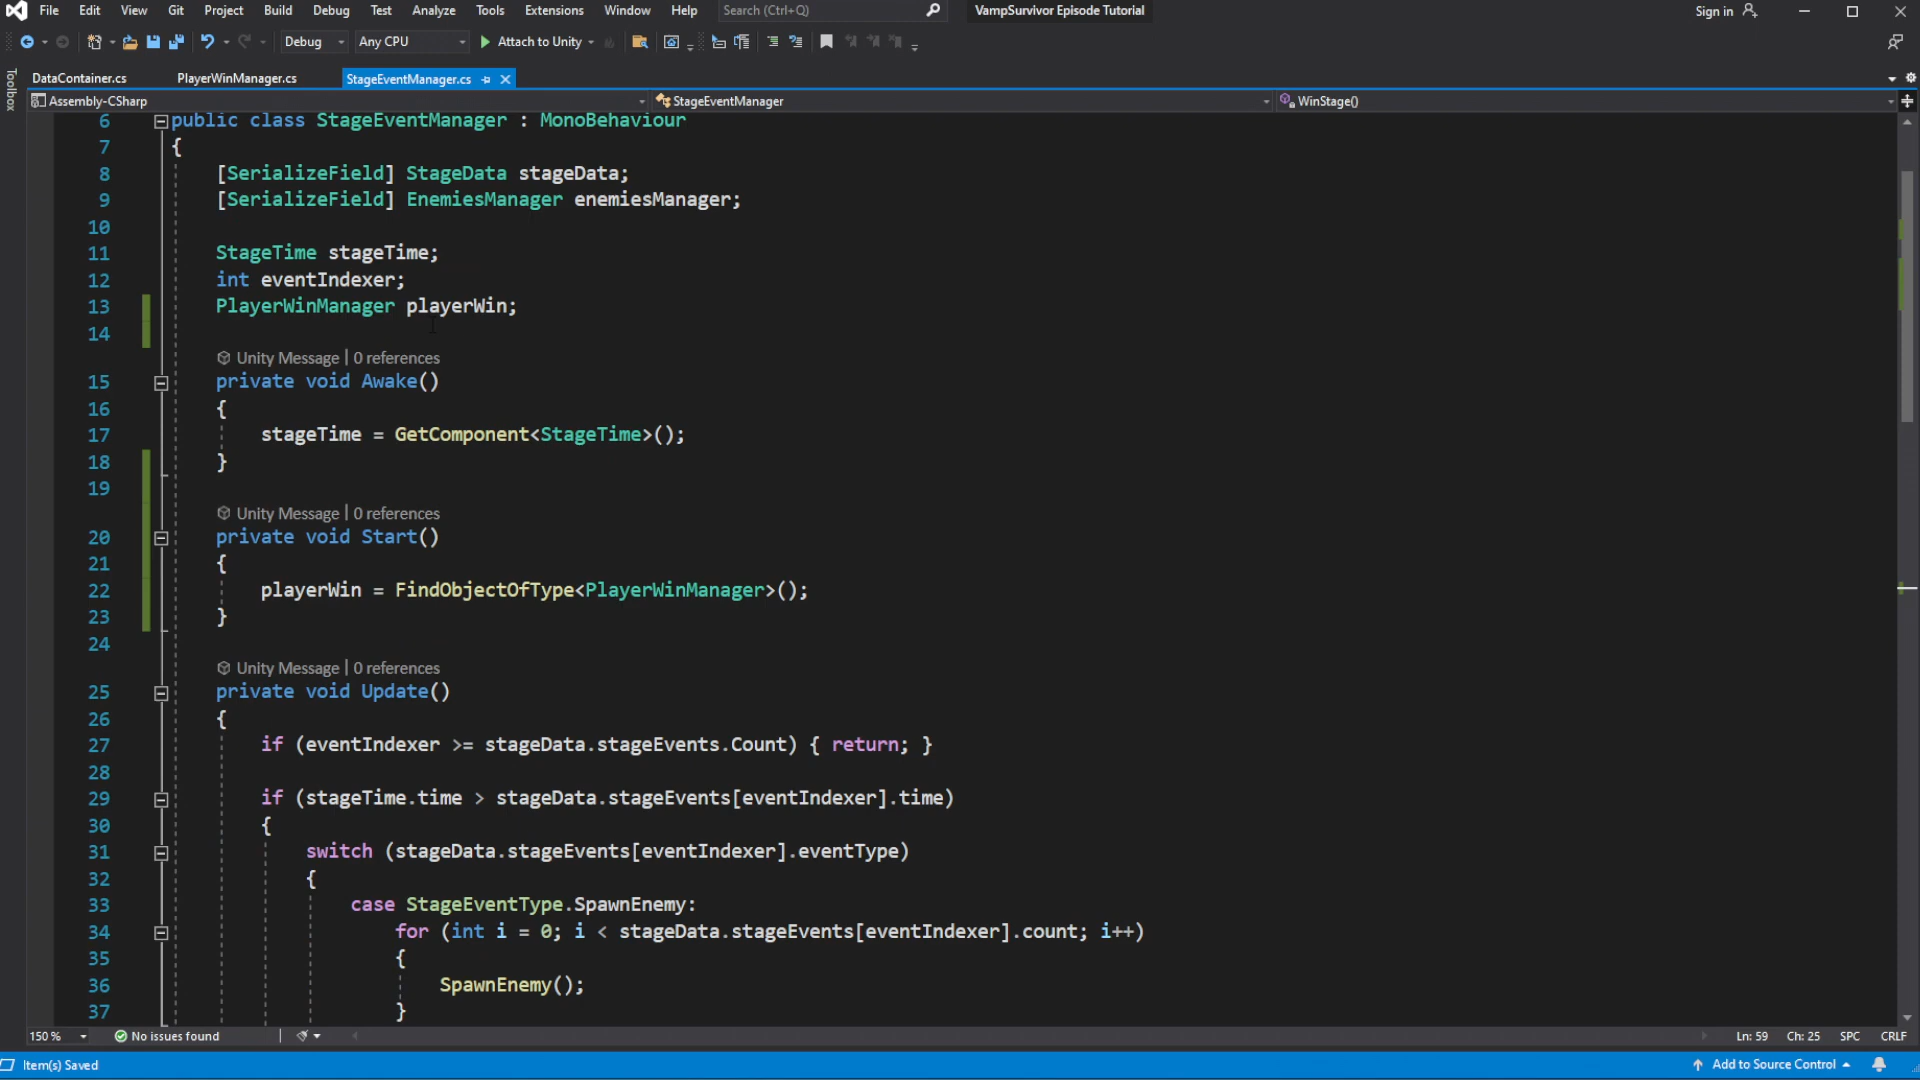 File Edit View Git Project Build Debug Test Analyze Tools Extensions Window Help Search (Ctrl+Q) VampSurvivor Episode Tutorial Sign in
Debug Any CPU Attach to Unity
Toolbox
DataContainer.cs PlayerWinManager.cs StageEventManager.cs
Assembly-CSharp StageEventManager WinStage()
6 public class StageEventManager : MonoBehaviour
7 {
8 [SerializeField] StageData stageData;
9 [SerializeField] EnemiesManager enemiesManager;
10
11 StageTime stageTime;
12 int eventIndexer;
13 PlayerWinManager playerWin;
14
Unity Message | 0 references
15 private void Awake()
16 {
17 stageTime = GetComponent<StageTime>();
18 }
19
Unity Message | 0 references
20 private void Start()
21 {
22 playerWin = FindObjectOfType<PlayerWinManager>();
23 }
24
Unity Message | 0 references
25 private void Update()
26 {
27 if (eventIndexer >= stageData.stageEvents.Count) { return; }
28
29 if (stageTime.time > stageData.stageEvents[eventIndexer].time)
30 {
31 switch (stageData.stageEvents[eventIndexer].eventType)
32 {
33 case StageEventType.SpawnEnemy:
34 for (int i = 0; i < stageData.stageEvents[eventIndexer].count; i++)
35 {
36 SpawnEnemy();
37 }
150 % No issues found Ln: 59 Ch: 25 SPC CRLF
Item(s) Saved Add to Source Control